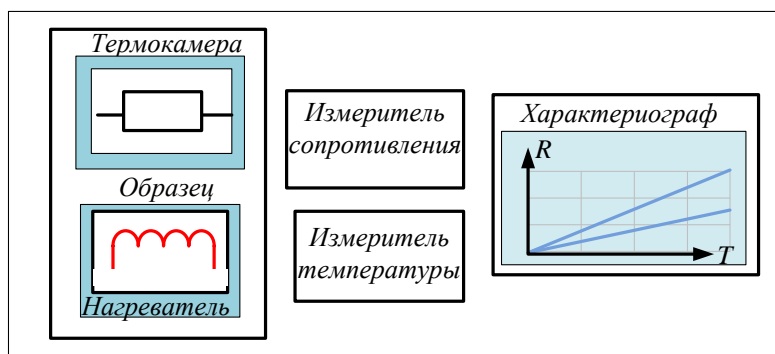 Термокамера
Образец
Нагреватель
Измеритель
сопротивления
Измеритель
температуры
Характериограф
R
T